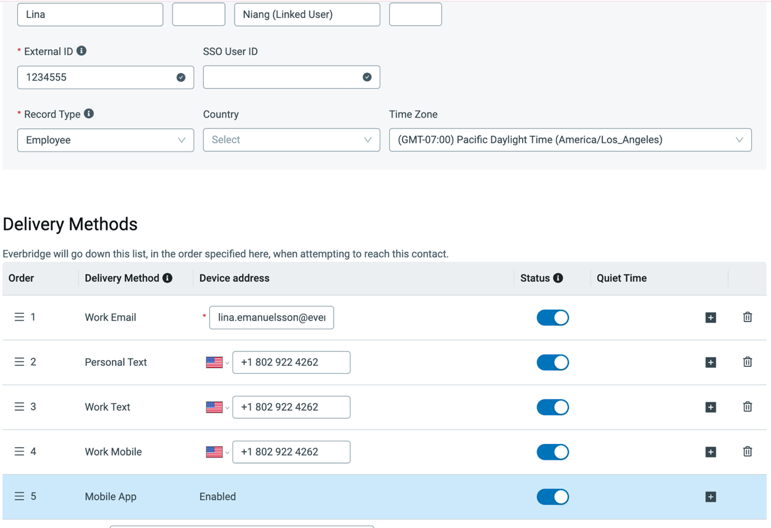 Lina Niang (Linked User)
* External ID SSO User ID
1234555
* Record Type Country Time Zone
Employee Select (GMT-07:00) Pacific Daylight Time (America/Los_Angeles)
Delivery Methods
Everbridge will go down this list, in the order specified here, when attempting to reach this contact.
Order Delivery Method Device address Status Quiet Time
1 Work Email * lina.emanuelsson@eve
2 Personal Text +1 802 922 4262
3 Work Text +1 802 922 4262
4 Work Mobile +1 802 922 4262
5 Mobile App Enabled